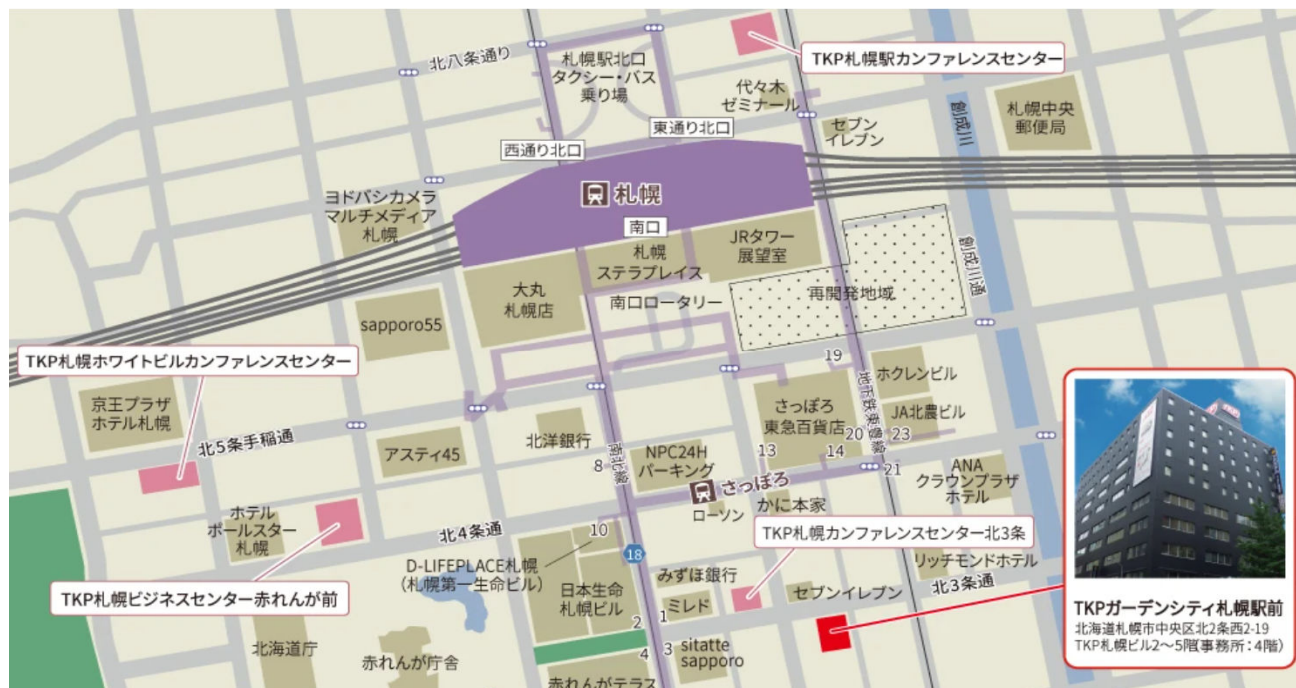 北八条通り
札幌駅北口
タクシー・バス
乗り場
TKP札幌駅カンファレンスセンター
代々木
ゼミナール
セブン
イレブン
創成川
札幌中央
郵便局
東通り北口
西通り北口
ヨドバシカメラ
マルチメディア
札幌
札幌
南口
札幌
ステラプレイス
JRタワー
展望室
大丸
札幌店
南口ロータリー
再開発地域
創成川通
sapporo55
TKP札幌ホワイトビルカンファレンスセンター
19
ホクレンビル
京王プラザ
ホテル札幌
北5条手稲通
アスティ45
北洋銀行
8
南北線
NPC24H
パーキング
さっぽろ
東急百貨店
13
14
20
地下鉄東豊線
JA北農ビル
23
21
ANA
クラウンプラザ
ホテル
さっぽろ
ローソン
かに本家
ホテル
ポールスター
札幌
北4条通
10
18
D-LIFEPLACE札幌
(札幌第一生命ビル)
TKP札幌カンファレンスセンター北3条
リッチモンドホテル
北3条通
TKP札幌ビジネスセンター赤れんが前
日本生命
札幌ビル
みずほ銀行
ミレド
セブンイレブン
2
1
4
3
sitatte
sapporo
北海道庁
赤れんが庁舎
赤れんがテラス
TKPガーデンシティ札幌駅前
北海道札幌市中央区北2条西2-19
TKP札幌ビル2〜5階(事務所:4階)